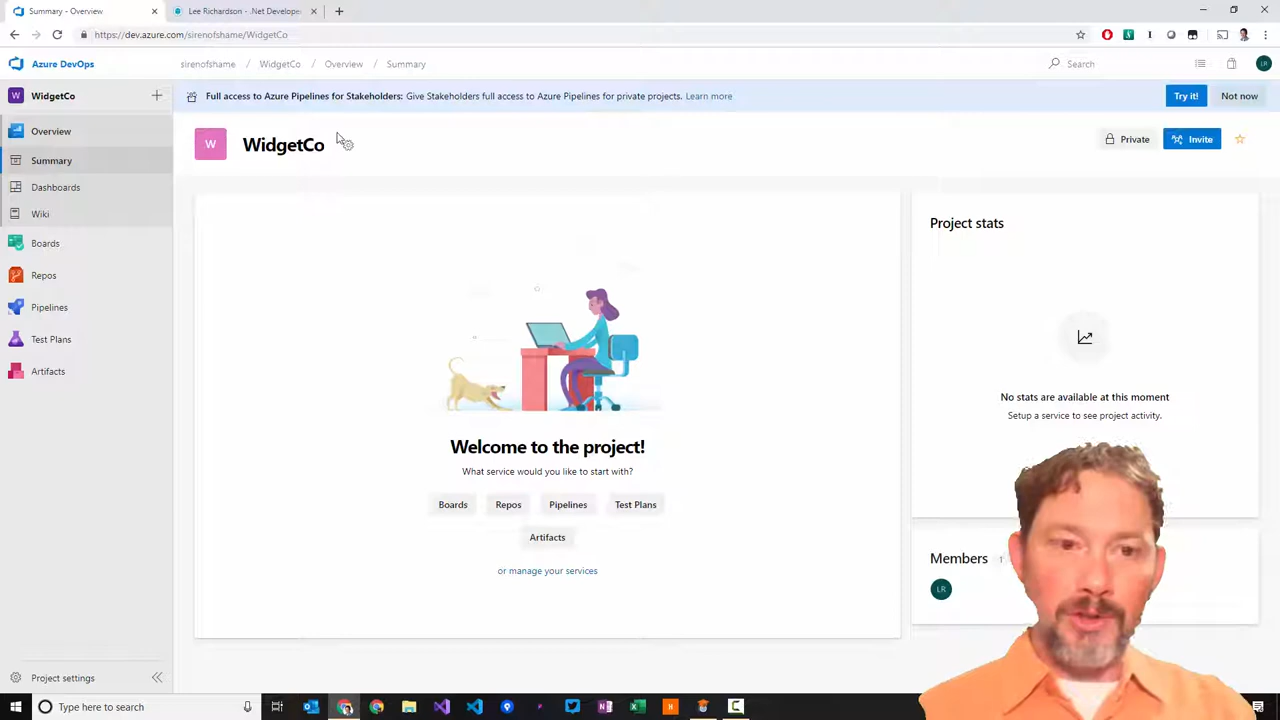 Summary - Overview
Lee Richardson - .Net Develope
https://dev.azure.com/sirenofshame/WidgetCo
Azure DevOps
sirenofshame
WidgetCo
Overview
Summary
Search
LR
W
WidgetCo
Full access to Azure Pipelines for Stakeholders: Give Stakeholders full access to Azure Pipelines for private projects. Learn more
Try it!
Not now
Overview
Summary
Dashboards
Wiki
Boards
Repos
Pipelines
Test Plans
Artifacts
Project settings
W
WidgetCo
Private
Invite
Welcome to the project!
What service would you like to start with?
Boards
Repos
Pipelines
Test Plans
Artifacts
or manage your services
Project stats
No stats are available at this moment
Setup a service to see project activity.
Members 1
LR
Type here to search